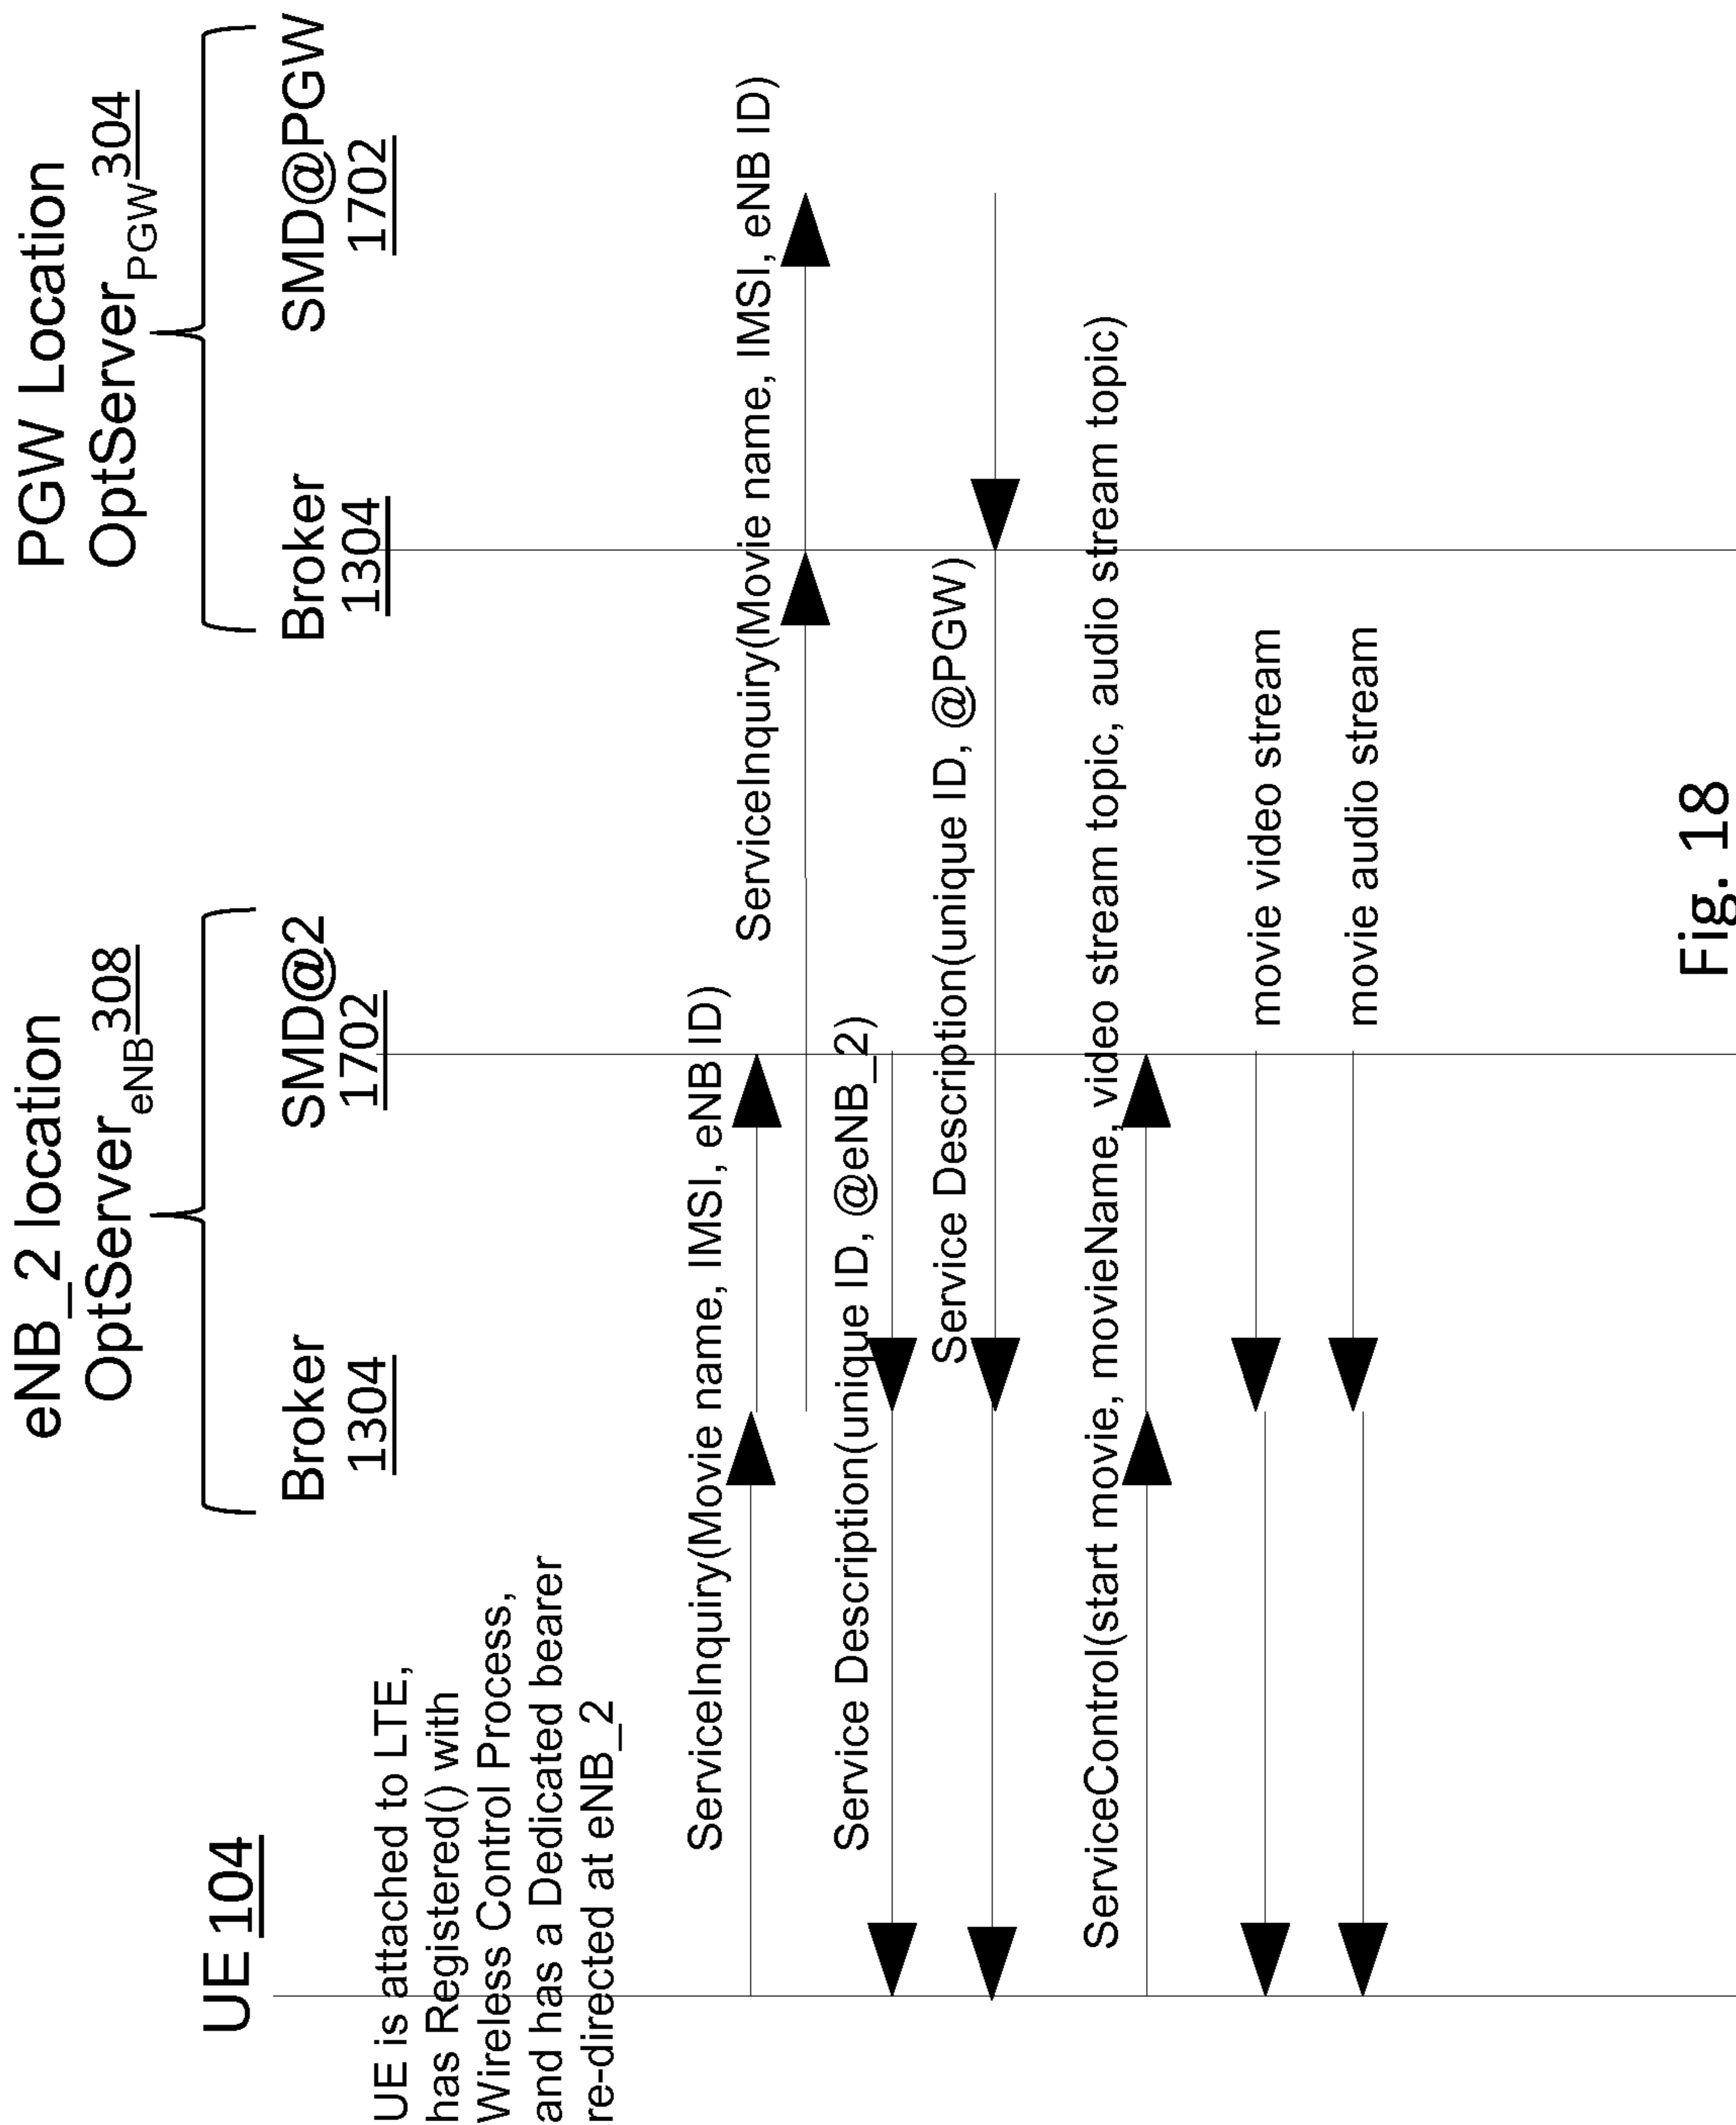 eNB_2 location
OptServereNB308
PGW Location
OptServerPGW304
UE 104
Broker
1304
SMD@2
1702
Broker
1304
SMD@PGW
1702
UE is attached to LTE,
has Registered() with
Wireless Control Process,
and has a Dedicated bearer
re-directed at eNB_2
ServiceInquiry(Movie name, IMSI, eNB ID)
ServiceInquiry(Movie name, IMSI, eNB ID)
Service Description(unique ID, @eNB_2)
Service Description(unique ID, @PGW)
ServiceControl(start movie, movieName, video stream topic, audio stream topic)
movie video stream
movie audio stream
Fig. 18